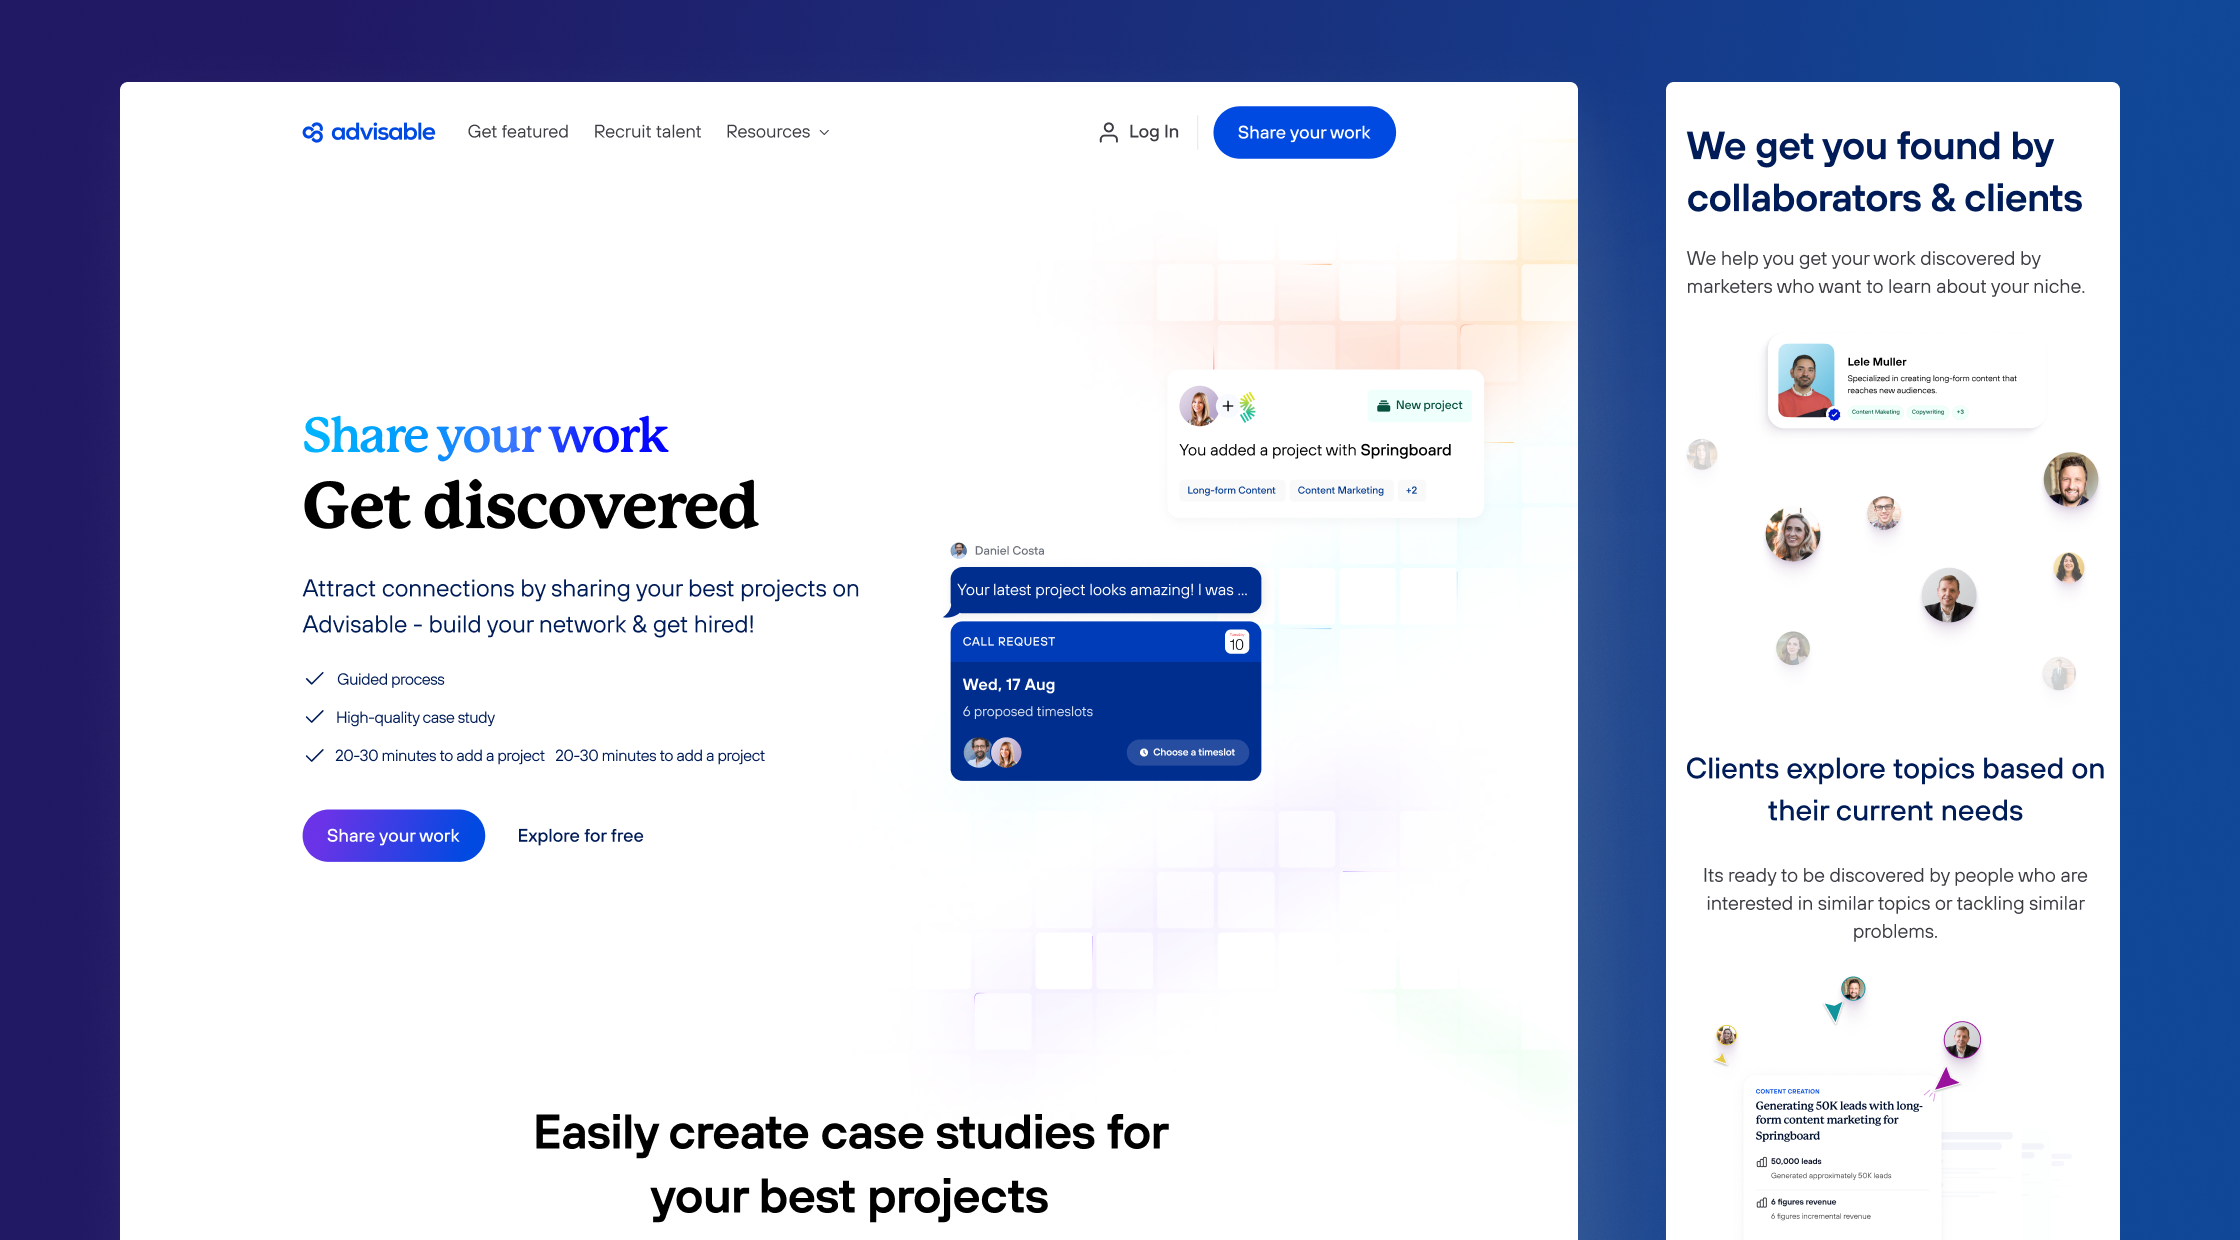 advisable
Get featured
Recruit talent
Resources
Log In
Share your work
Share your work
Get discovered
Attract connections by sharing your best projects on
Advisable - build your network & get hired!
Guided process
High-quality case study
20-30 minutes to add a project 20-30 minutes to add a project
Share your work
Explore for free
+
New project
You added a project with Springboard
Long-form Content
Content Marketing
+2
Daniel Costa
Your latest project looks amazing! I was ...
CALL REQUEST
10
Wed, 17 Aug
6 proposed timeslots
Choose a timeslot
Easily create case studies for
your best projects
We get you found by
collaborators & clients
We help you get your work discovered by
marketers who want to learn about your niche.
Lele Muller
Specialized in creating long-form content that
reaches new audiences.
Content Maketing
Copywriting
+3
Clients explore topics based on
their current needs
Its ready to be discovered by people who are
interested in similar topics or tackling similar
problems.
CONTENT CREATION
Generating 50K leads with long-
form content marketing for
Springboard
50,000 leads
Generated approximately 50K leads
6 figures revenue
6 figures incremental revenue